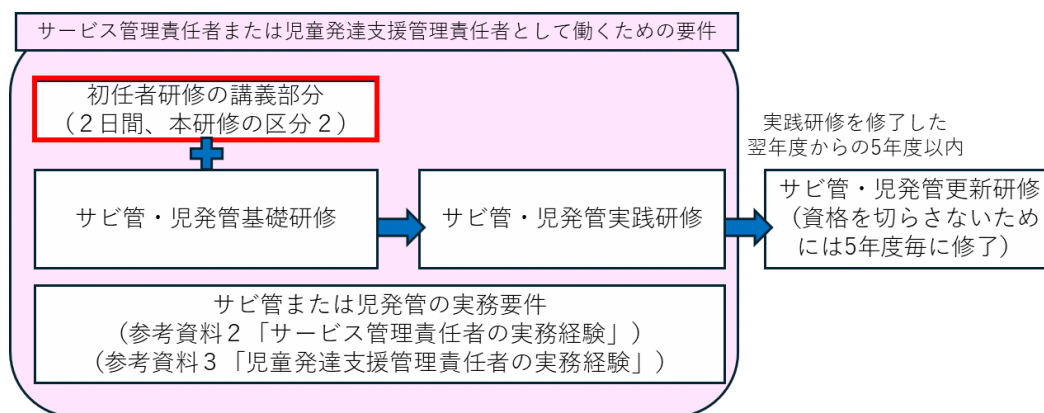 サービス管理責任者または児童発達支援管理責任者として働くための要件
初任者研修の講義部分
（２日間、本研修の区分２）
サビ管・児発管基礎研修
サビ管・児発管実践研修
実践研修を修了した
翌年度からの5年度以内
サビ管・児発管更新研修
（資格を切らさないため
には5年度毎に修了）
サビ管または児発管の実務要件
（参考資料２「サービス管理責任者の実務経験」）
（参考資料３「児童発達支援管理責任者の実務経験」）